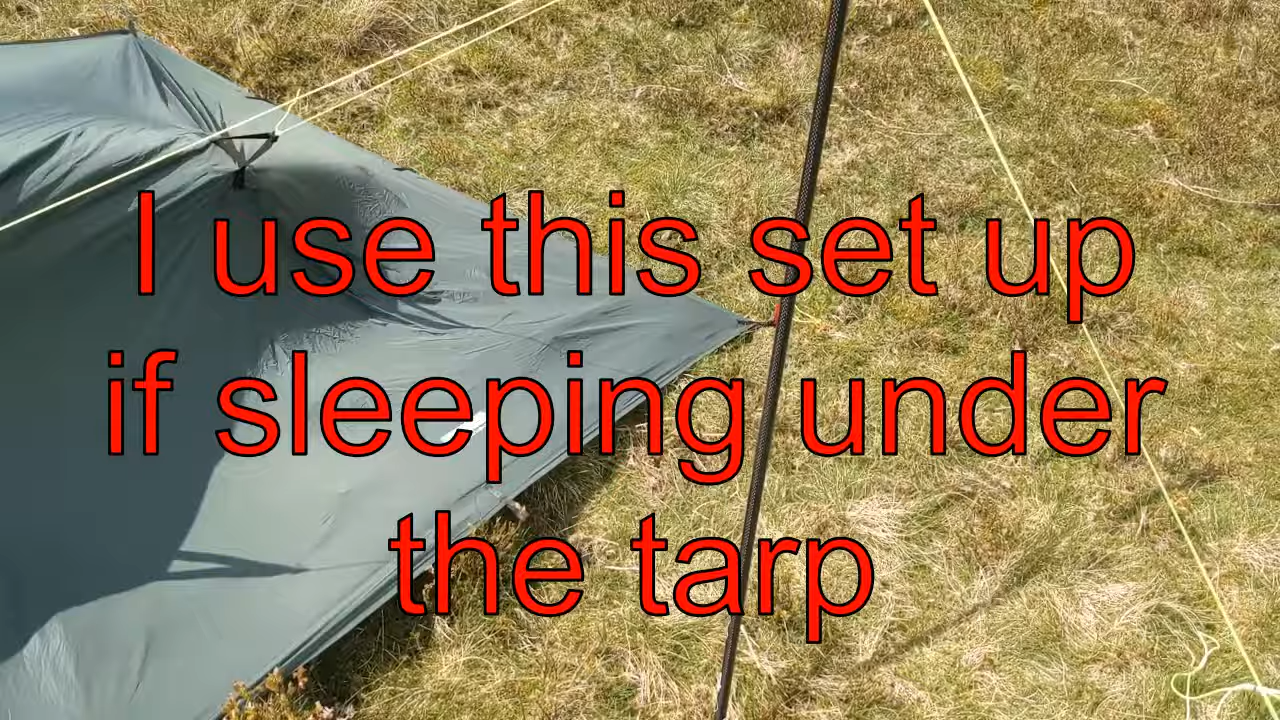 I use this set up
if sleeping under
the tarp